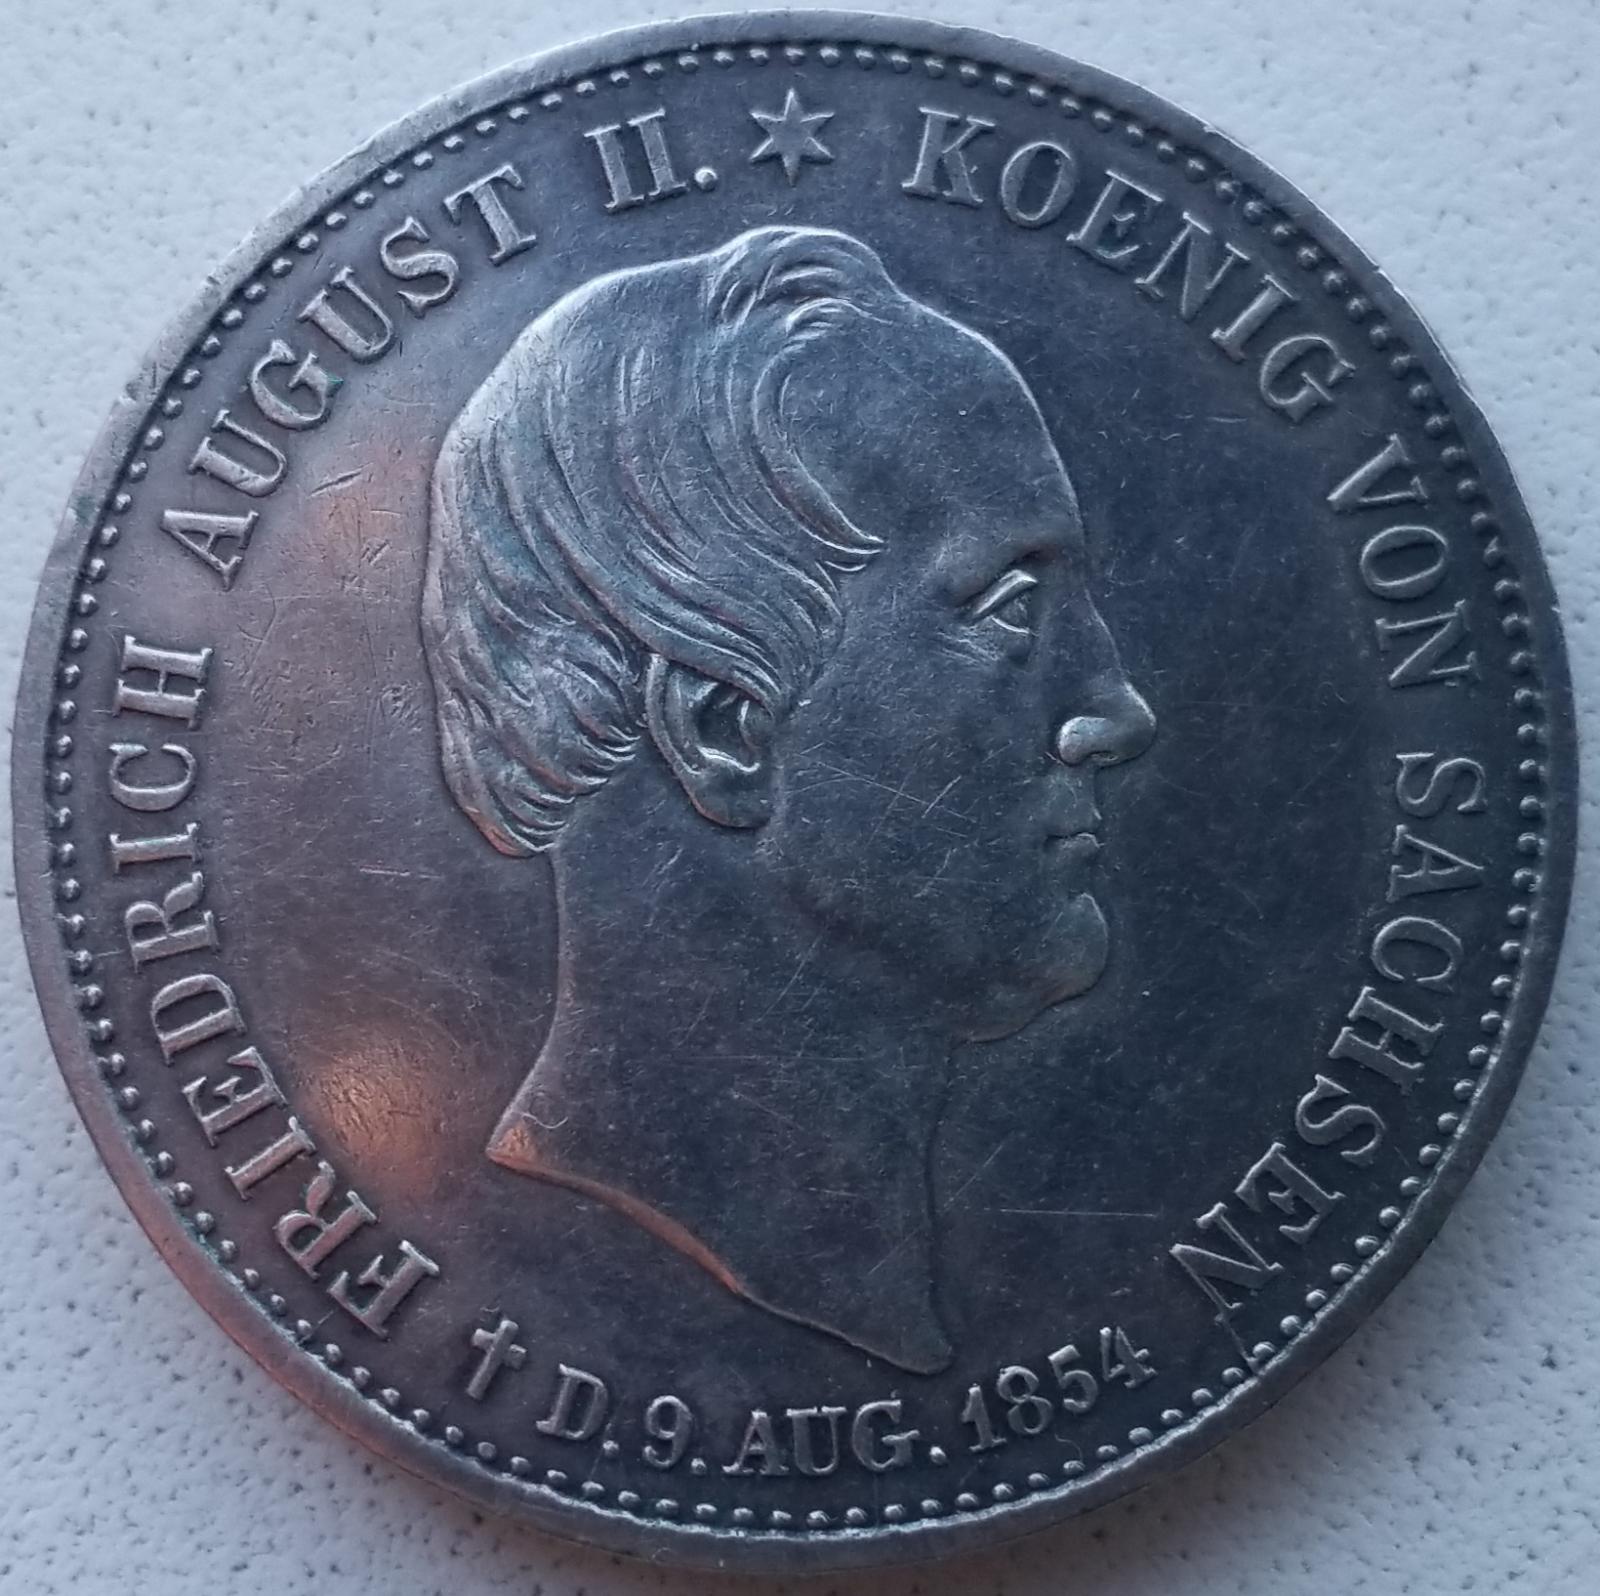 FRIEDRICH AUGUST II. ✶ KOENIG VON SACHSEN
✝ D. 9. AUG. 1854